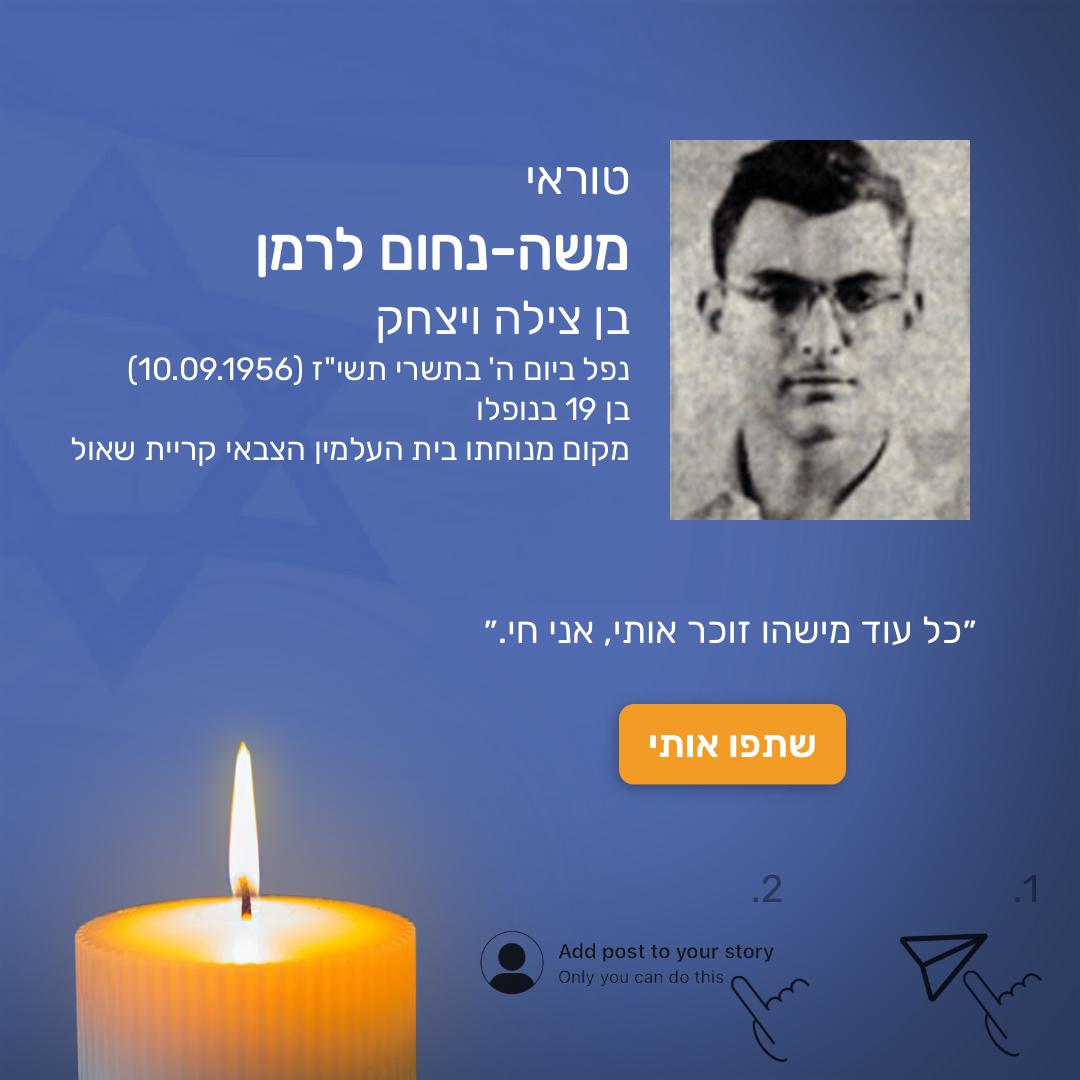 טוראי
משה-נחום לרמן
בן צילה ויצחק
נפל ביום ה' בתשרי תשי"ז (10.09.1956)
בן 19 בנופלו
מקום מנוחתו בית העלמין הצבאי קריית שאול
"כל עוד מישהו זוכר אותי, אני חי."
שתפו אותי
1.
2.
Add post to your story
Only you can do this